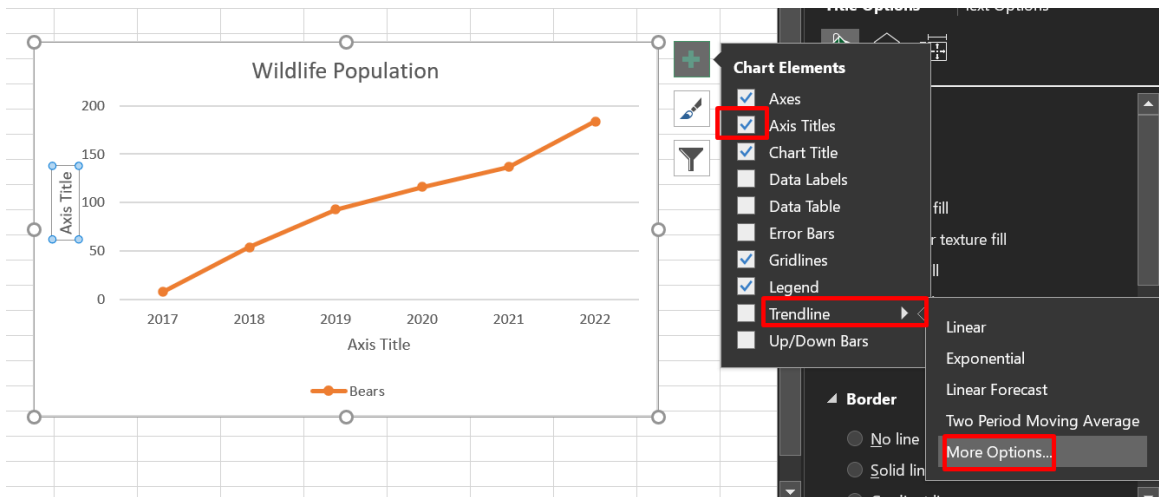 Title Options
Text Options
Wildlife Population
200
150
100
50
0
Axis Title
2017 2018 2019 2020 2021 2022
Axis Title
Bears
Chart Elements
Axes
Axis Titles
Chart Title
Data Labels
Data Table
Error Bars
Gridlines
Legend
Trendline
Up/Down Bars
fill
texture fill
Linear
Exponential
Linear Forecast
Two Period Moving Average
More Options...
Border
No line
Solid lin